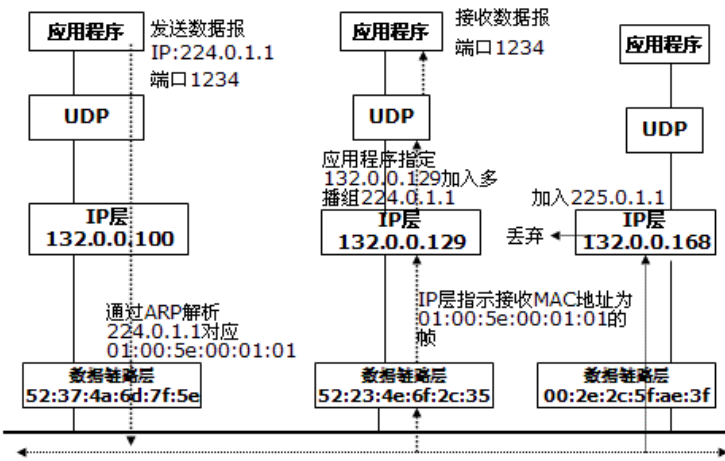 应用程序
发送数据报
IP:224.0.1.1
端口1234
UDP
IP层
132.0.0.100
通过ARP解析
224.0.1.1对应
01:00:5e:00:01:01
数据链路层
52:37:4a:6d:7f:5e
应用程序
接收数据报
端口1234
UDP
应用程序指定
132.0.0.129加入多
播组224.0.1.1
IP层
132.0.0.129
IP层指示接收MAC地址为
01:00:5e:00:01:01的
帧
数据链路层
52:23:4e:6f:2c:35
应用程序
UDP
加入225.0.1.1
IP层
132.0.0.168
丢弃
数据链路层
00:2e:2c:5f:ae:3f